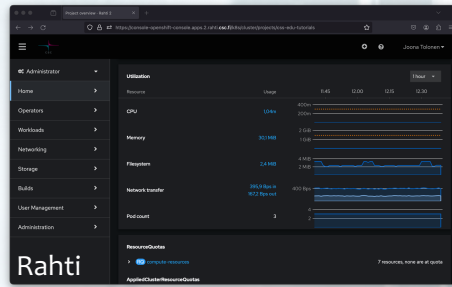 Project overview · Rahti 2
https://console-openshift-console.apps.2.rahti.csc.fi/k8s/cluster/projects/csc-edu-tutorials
csc
Joona Tolonen
Administrator
Home
Operators
Workloads
Networking
Storage
Builds
User Management
Administration
Rahti
Utilization
1 hour
Resource
Usage
11:45
12:00
12:15
12:30
CPU
1,04m
400m
200m
Memory
30,1 MiB
2 GiB
1 GiB
Filesystem
2,4 MiB
4 MiB
2 MiB
Network transfer
395,9 Bps in
167,2 Bps out
400 Bps
Pod count
3
4
2
ResourceQuotas
RQ compute-resources
7 resources, none are at quota
AppliedClusterResourceQuotas